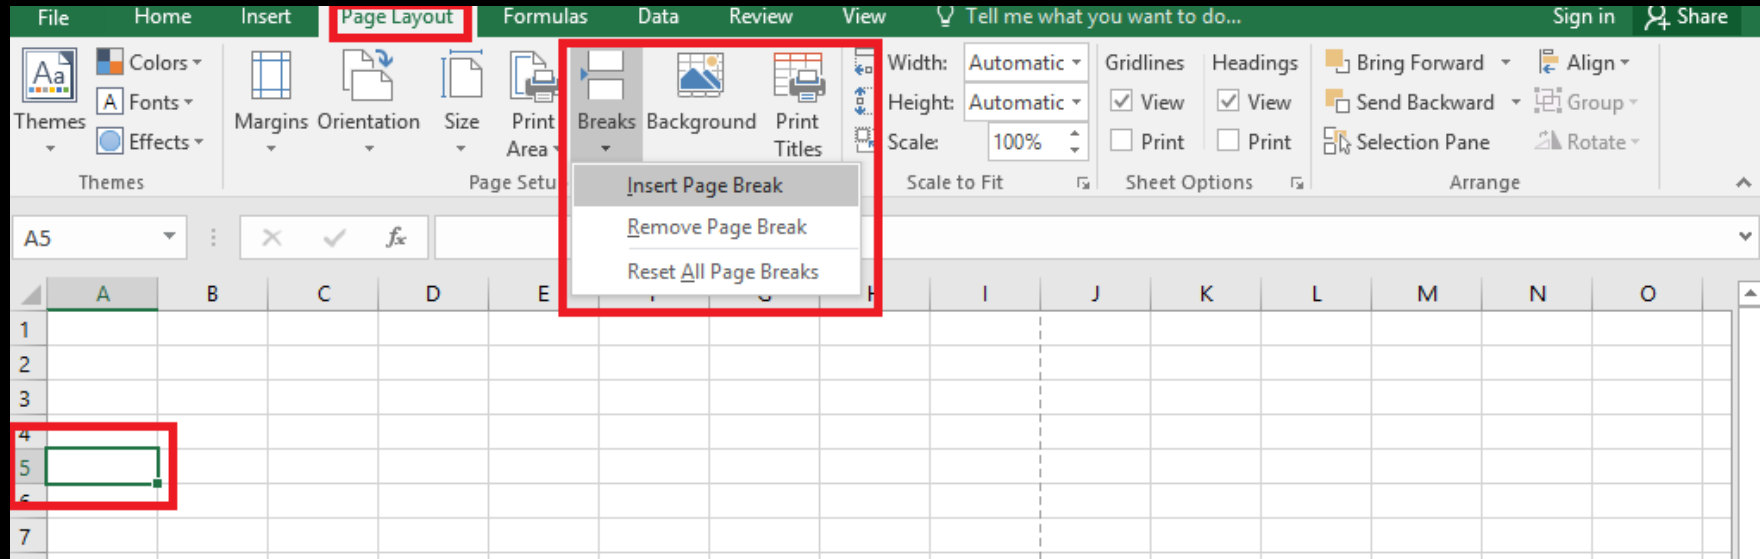 File Home Insert Page Layout Formulas Data Review View Tell me what you want to do... Sign in Share
Aa Colors Width: Automatic Gridlines Headings Bring Forward Align
A Fonts Height: Automatic View View Send Backward Group
Themes Margins Orientation Size Print Breaks Background Print
Effects Area Titles Scale: 100% Print Print Selection Pane Rotate
Themes Page Setu Scale to Fit Sheet Options Arrange
Insert Page Break
Remove Page Break
Reset All Page Breaks
A5 fx
A B C D E H I J K L M N O
1
2
3
4
5
6
7